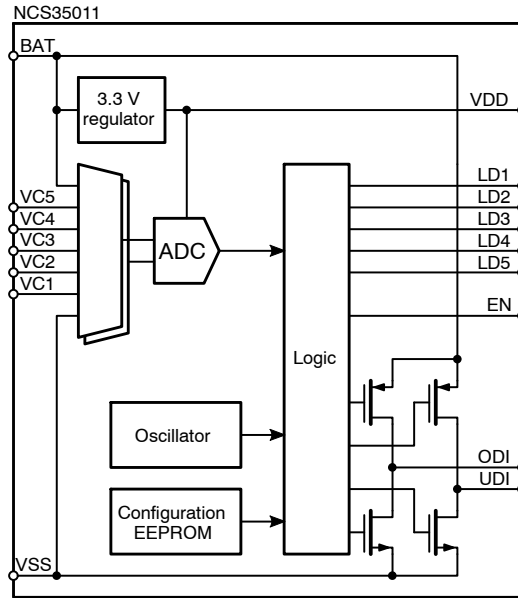 NCS35011
BAT
3.3 V
regulator
VDD
LD1
VC5
LD2
VC4
LD3
VC3
ADC
LD4
VC2
LD5
VC1
EN
Logic
Oscillator
ODI
UDI
Configuration
EEPROM
VSS